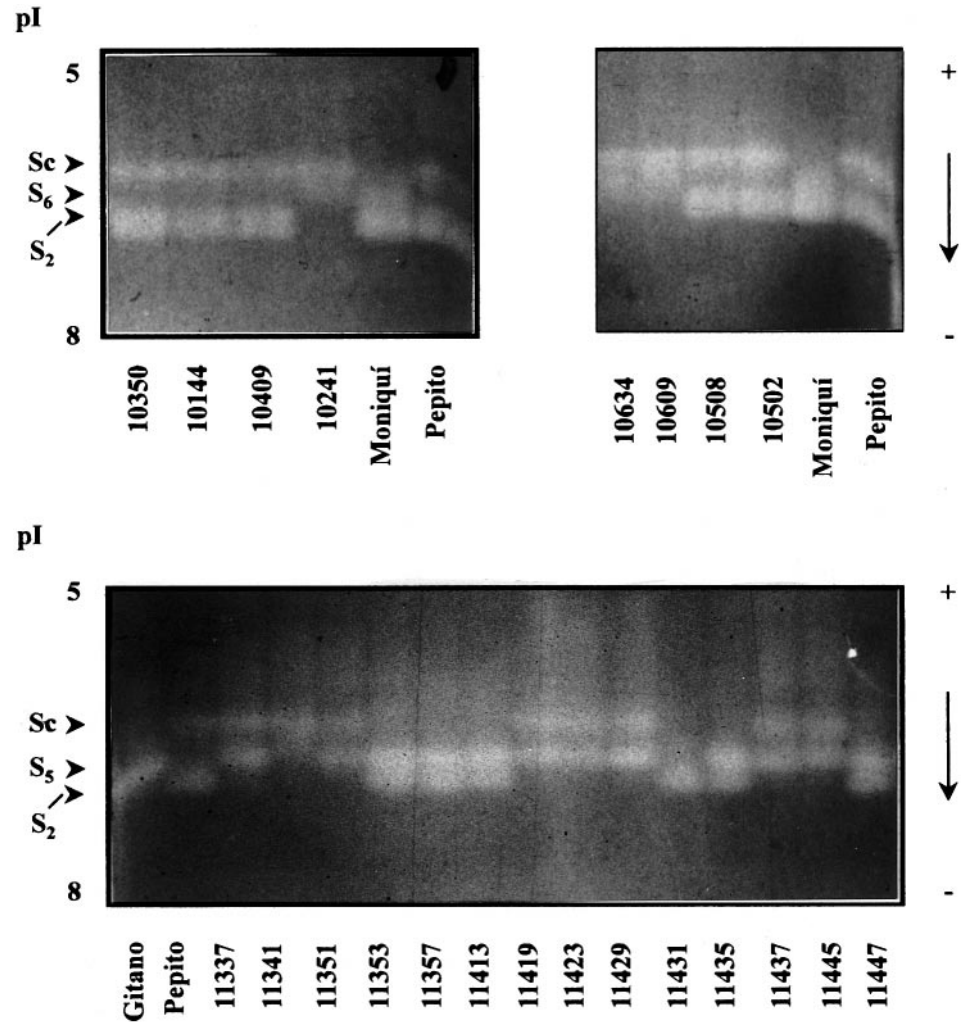 pI
5
+
Sc
S₆
S₂
8
-
10350
10144
10409
10241
Moniquí
Pepito
10634
10609
10508
10502
Moniquí
Pepito
pI
5
+
Sc
S₅
S₂
8
-
Gitano
Pepito
11337
11341
11351
11353
11357
11413
11419
11423
11429
11431
11435
11437
11445
11447